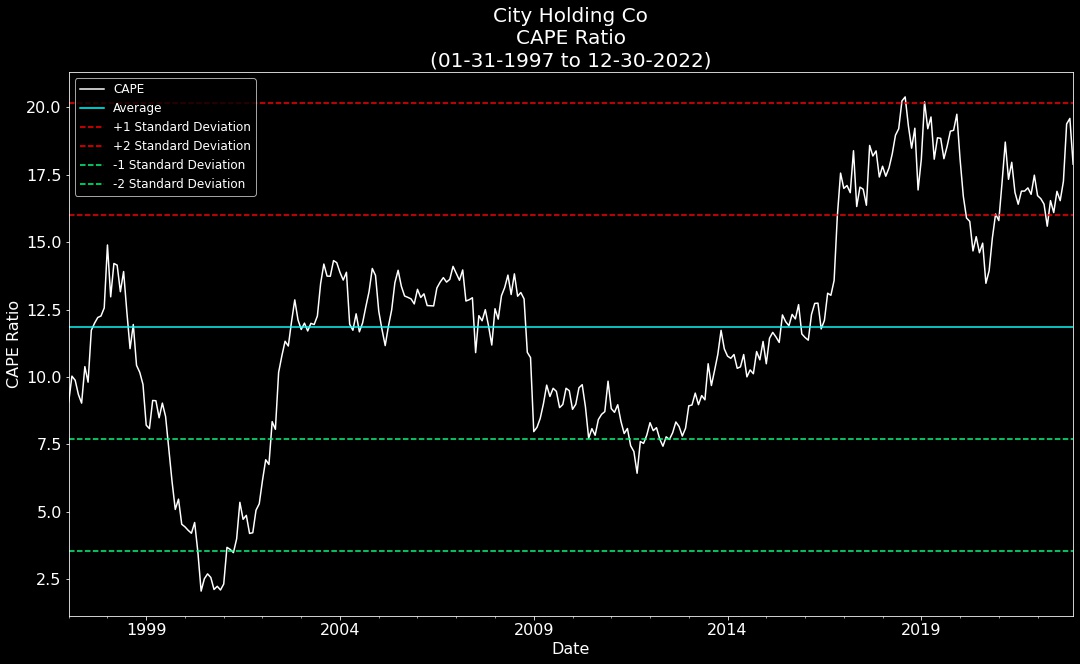 City Holding Co
CAPE Ratio
(01-31-1997 to 12-30-2022)
CAPE
Average
+1 Standard Deviation
+2 Standard Deviation
-1 Standard Deviation
-2 Standard Deviation
20.0
17.5
15.0
12.5
10.0
7.5
5.0
2.5
CAPE Ratio
1999
2004
2009
2014
2019
Date